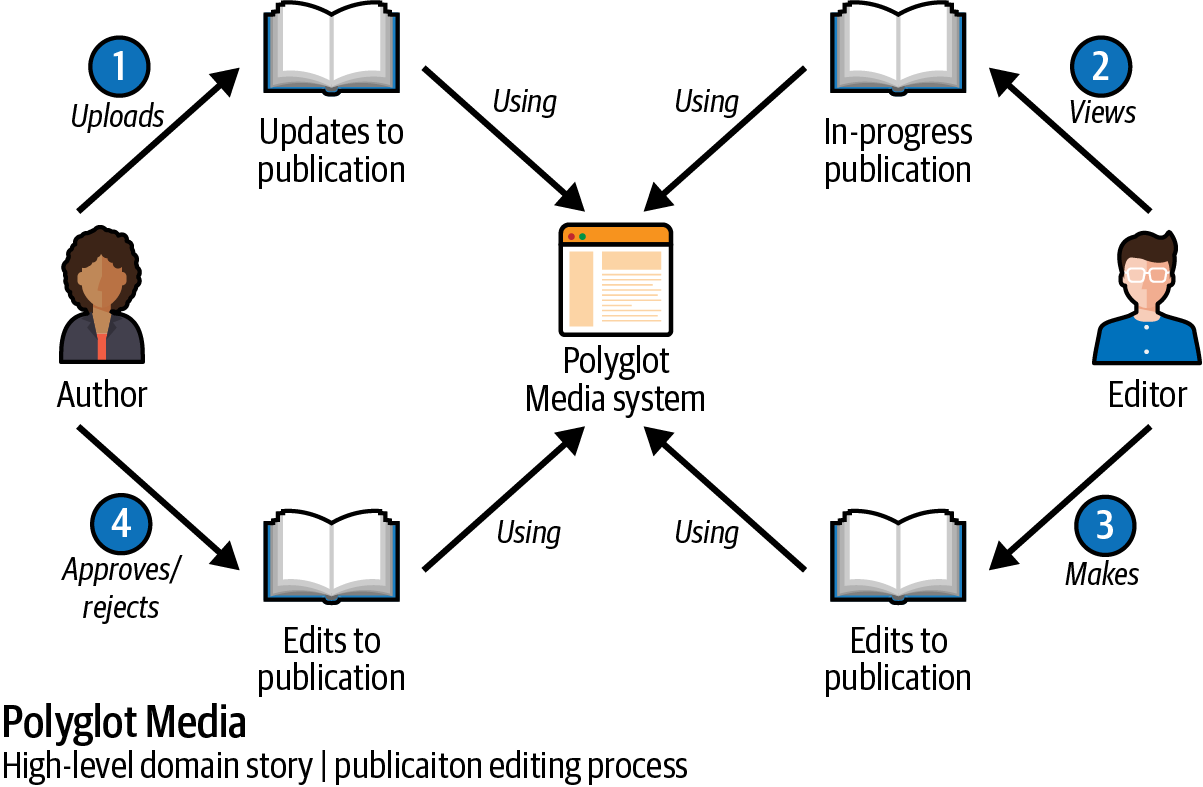 1
Uploads
Updates to
publication
Using
Using
In-progress
publication
2
Views
Author
Polyglot
Media system
Editor
4
Approves/
rejects
Edits to
publication
Using
Using
Edits to
publication
3
Makes
Polyglot Media
High-level domain story | publicaiton editing process